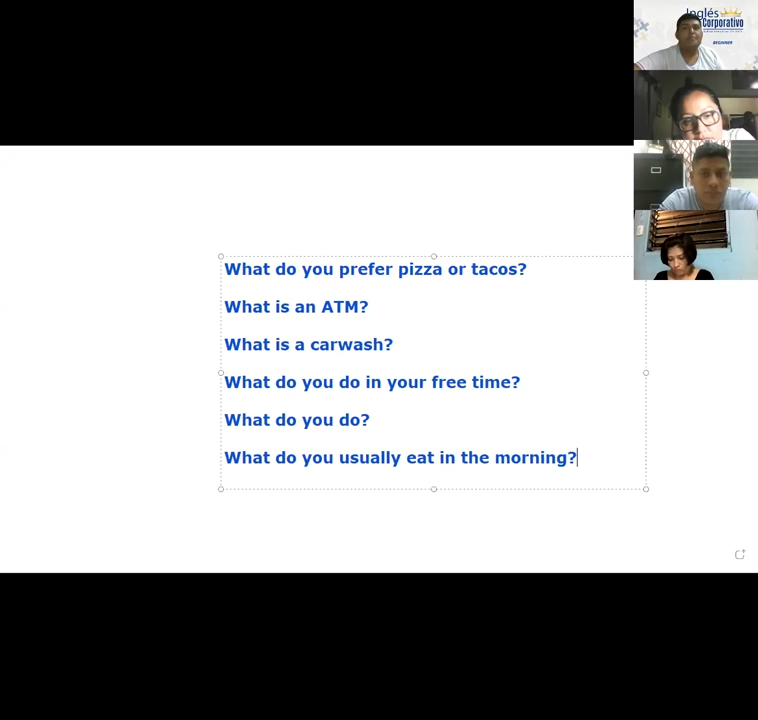 Inglés
Corporativo
BEGINNER
What do you prefer pizza or tacos?
What is an ATM?
What is a carwash?
What do you do in your free time?
What do you do?
What do you usually eat in the morning?